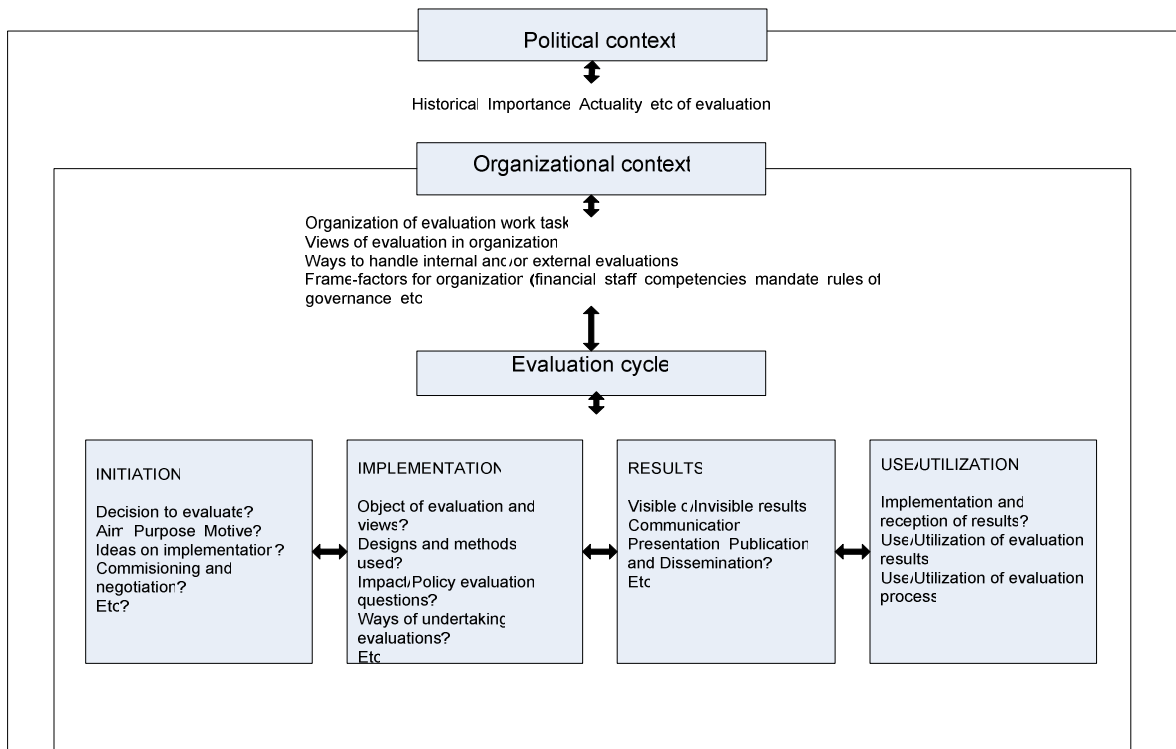 Political context
Historical Importance Actuality etc of evaluation
Organizational context
Organization of evaluation work task
Views of evaluation in organization
Ways to handle internal and/or external evaluations
Frame-factors for organization (financial staff competencies mandate rules of
governance etc
Evaluation cycle
INITIATION
Decision to evaluate?
Aim Purpose Motive?
Ideas on implementation?
Commisioning and
negotiation?
Etc?
IMPLEMENTATION
Object of evaluation and
views?
Designs and methods
used?
Impact/Policy evaluation
questions?
Ways of undertaking
evaluations?
Etc
RESULTS
Visible o/Invisible results
Communication
Presentation Publication
and Dissemination?
Etc
USE/UTILIZATION
Implementation and
reception of results?
Use/Utilization of evaluation
results
Use/Utilization of evaluation
process